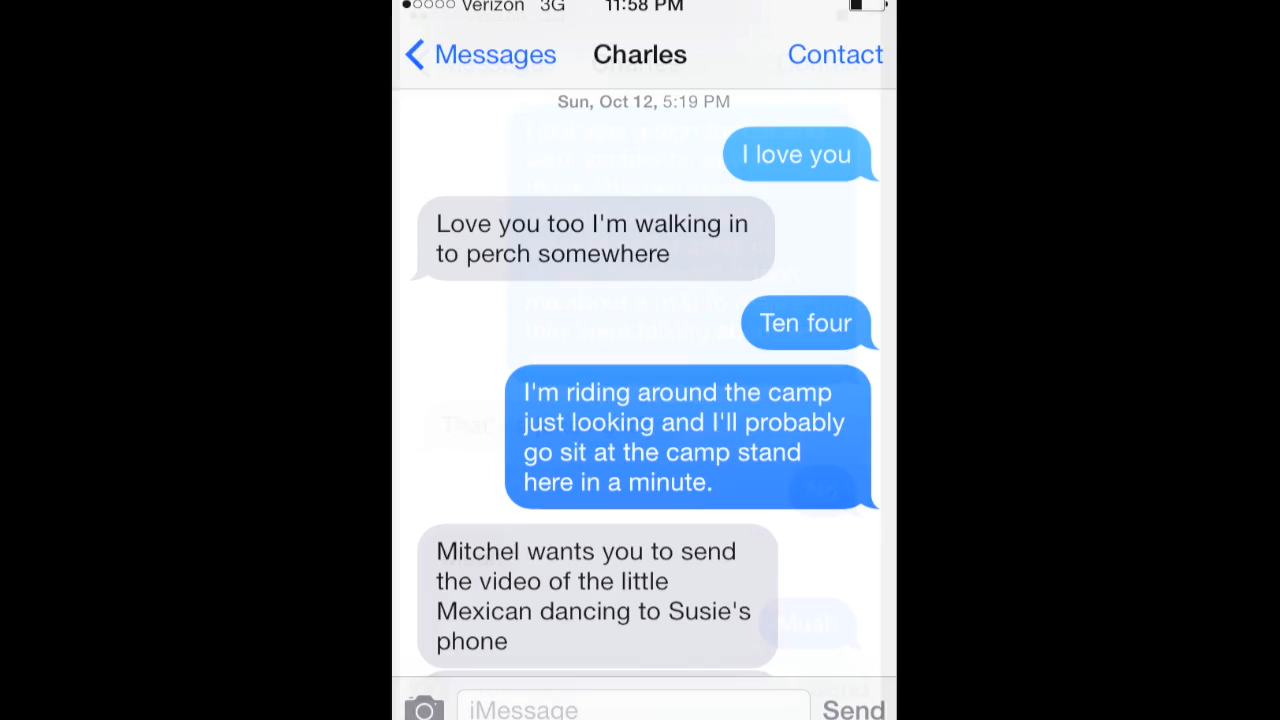 Verizon 3G 11:58 PM
Messages Charles Contact
Sun, Oct 12, 5:19 PM
I love you
Love you too I'm walking in
to perch somewhere
Ten four
I'm riding around the camp
just looking and I'll probably
go sit at the camp stand
here in a minute.
Mitchel wants you to send
the video of the little
Mexican dancing to Susie's
phone
iMessage Send